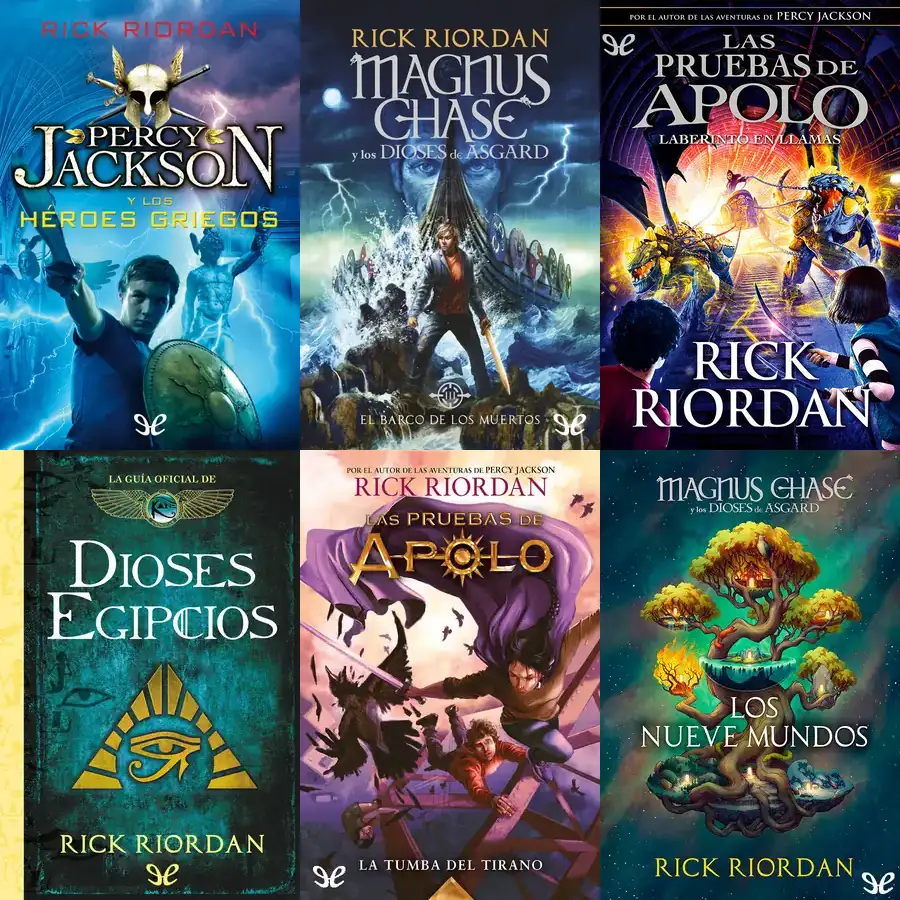 RICK RIORDAN
PERCY
JACKSON
Y LOS
HÉROES GRIEGOS
RICK RIORDAN
MAGNUS
CHASE
y los DIOSES de ASGARD
EL BARCO DE LOS MUERTOS
POR EL AUTOR DE LAS AVENTURAS DE PERCY JACKSON
LAS
PRUEBAS DE
APOLO
LABERINTO EN LLAMAS
RICK
RIORDAN
LA GUÍA OFICIAL DE
KANE
DIOSES
EGIPCIOS
RICK RIORDAN
POR EL AUTOR DE LAS AVENTURAS DE PERCY JACKSON
RICK RIORDAN
LAS PRUEBAS DE
APOLO
LA TUMBA DEL TIRANO
MAGNUS CHASE
y los DIOSES de ASGARD
LOS
NUEVE MUNDOS
RICK RIORDAN